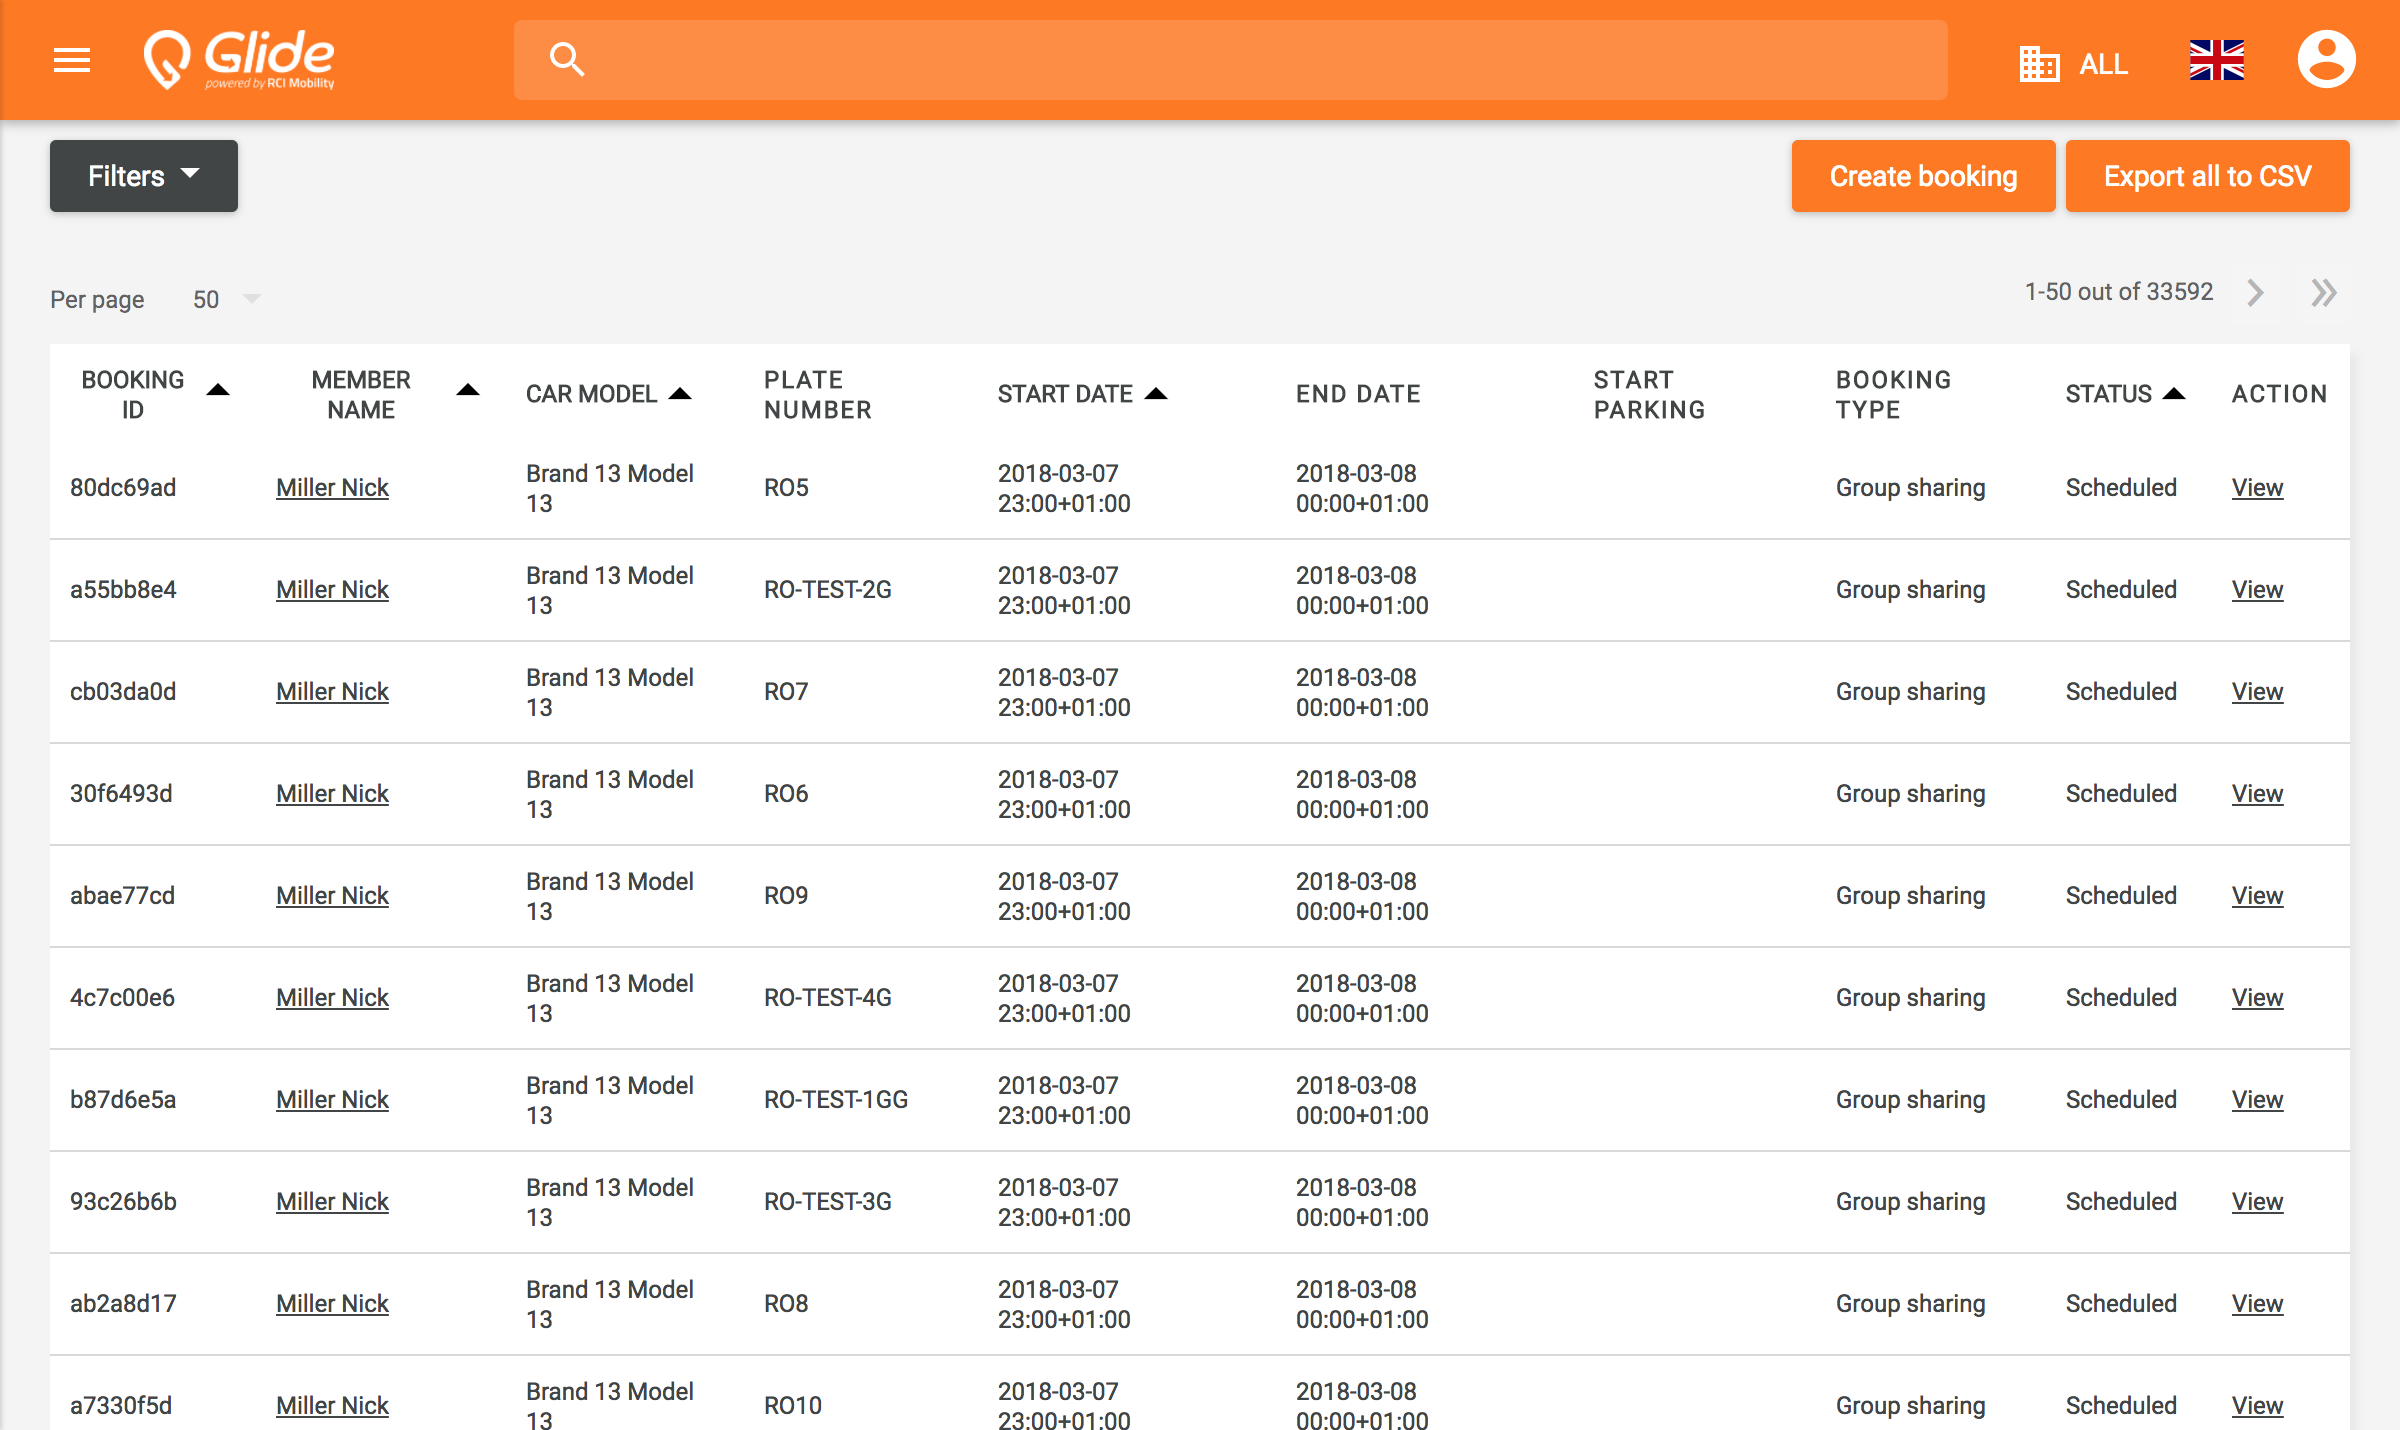 Glide
powered by RCI Mobility
ALL
Filters
Create booking
Export all to CSV
Per page 50
1-50 out of 33592
BOOKING ID MEMBER NAME CAR MODEL PLATE NUMBER START DATE END DATE START PARKING BOOKING TYPE STATUS ACTION
80dc69ad Miller Nick Brand 13 Model 13 RO5 2018-03-07 23:00+01:00 2018-03-08 00:00+01:00 Group sharing Scheduled View
a55bb8e4 Miller Nick Brand 13 Model 13 RO-TEST-2G 2018-03-07 23:00+01:00 2018-03-08 00:00+01:00 Group sharing Scheduled View
cb03da0d Miller Nick Brand 13 Model 13 RO7 2018-03-07 23:00+01:00 2018-03-08 00:00+01:00 Group sharing Scheduled View
30f6493d Miller Nick Brand 13 Model 13 RO6 2018-03-07 23:00+01:00 2018-03-08 00:00+01:00 Group sharing Scheduled View
abae77cd Miller Nick Brand 13 Model 13 RO9 2018-03-07 23:00+01:00 2018-03-08 00:00+01:00 Group sharing Scheduled View
4c7c00e6 Miller Nick Brand 13 Model 13 RO-TEST-4G 2018-03-07 23:00+01:00 2018-03-08 00:00+01:00 Group sharing Scheduled View
b87d6e5a Miller Nick Brand 13 Model 13 RO-TEST-1GG 2018-03-07 23:00+01:00 2018-03-08 00:00+01:00 Group sharing Scheduled View
93c26b6b Miller Nick Brand 13 Model 13 RO-TEST-3G 2018-03-07 23:00+01:00 2018-03-08 00:00+01:00 Group sharing Scheduled View
ab2a8d17 Miller Nick Brand 13 Model 13 RO8 2018-03-07 23:00+01:00 2018-03-08 00:00+01:00 Group sharing Scheduled View
a7330f5d Miller Nick Brand 13 Model 13 RO10 2018-03-07 23:00+01:00 2018-03-08 00:00+01:00 Group sharing Scheduled View